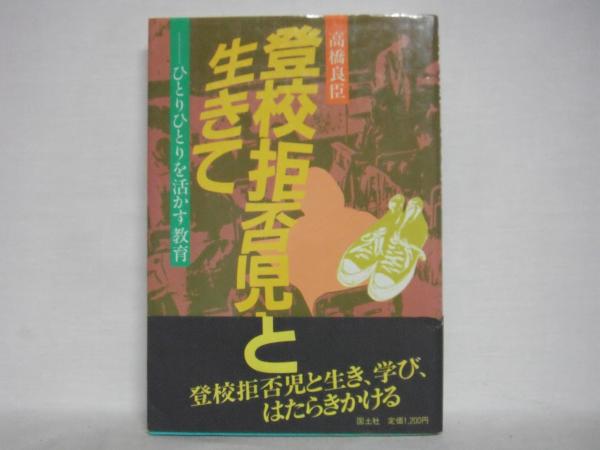 高橋良臣
登校拒否児と
生きて
──ひとりひとりを活かす教育
登校拒否児と生き、学び、
はたらきかける
国土社 定価1,200円